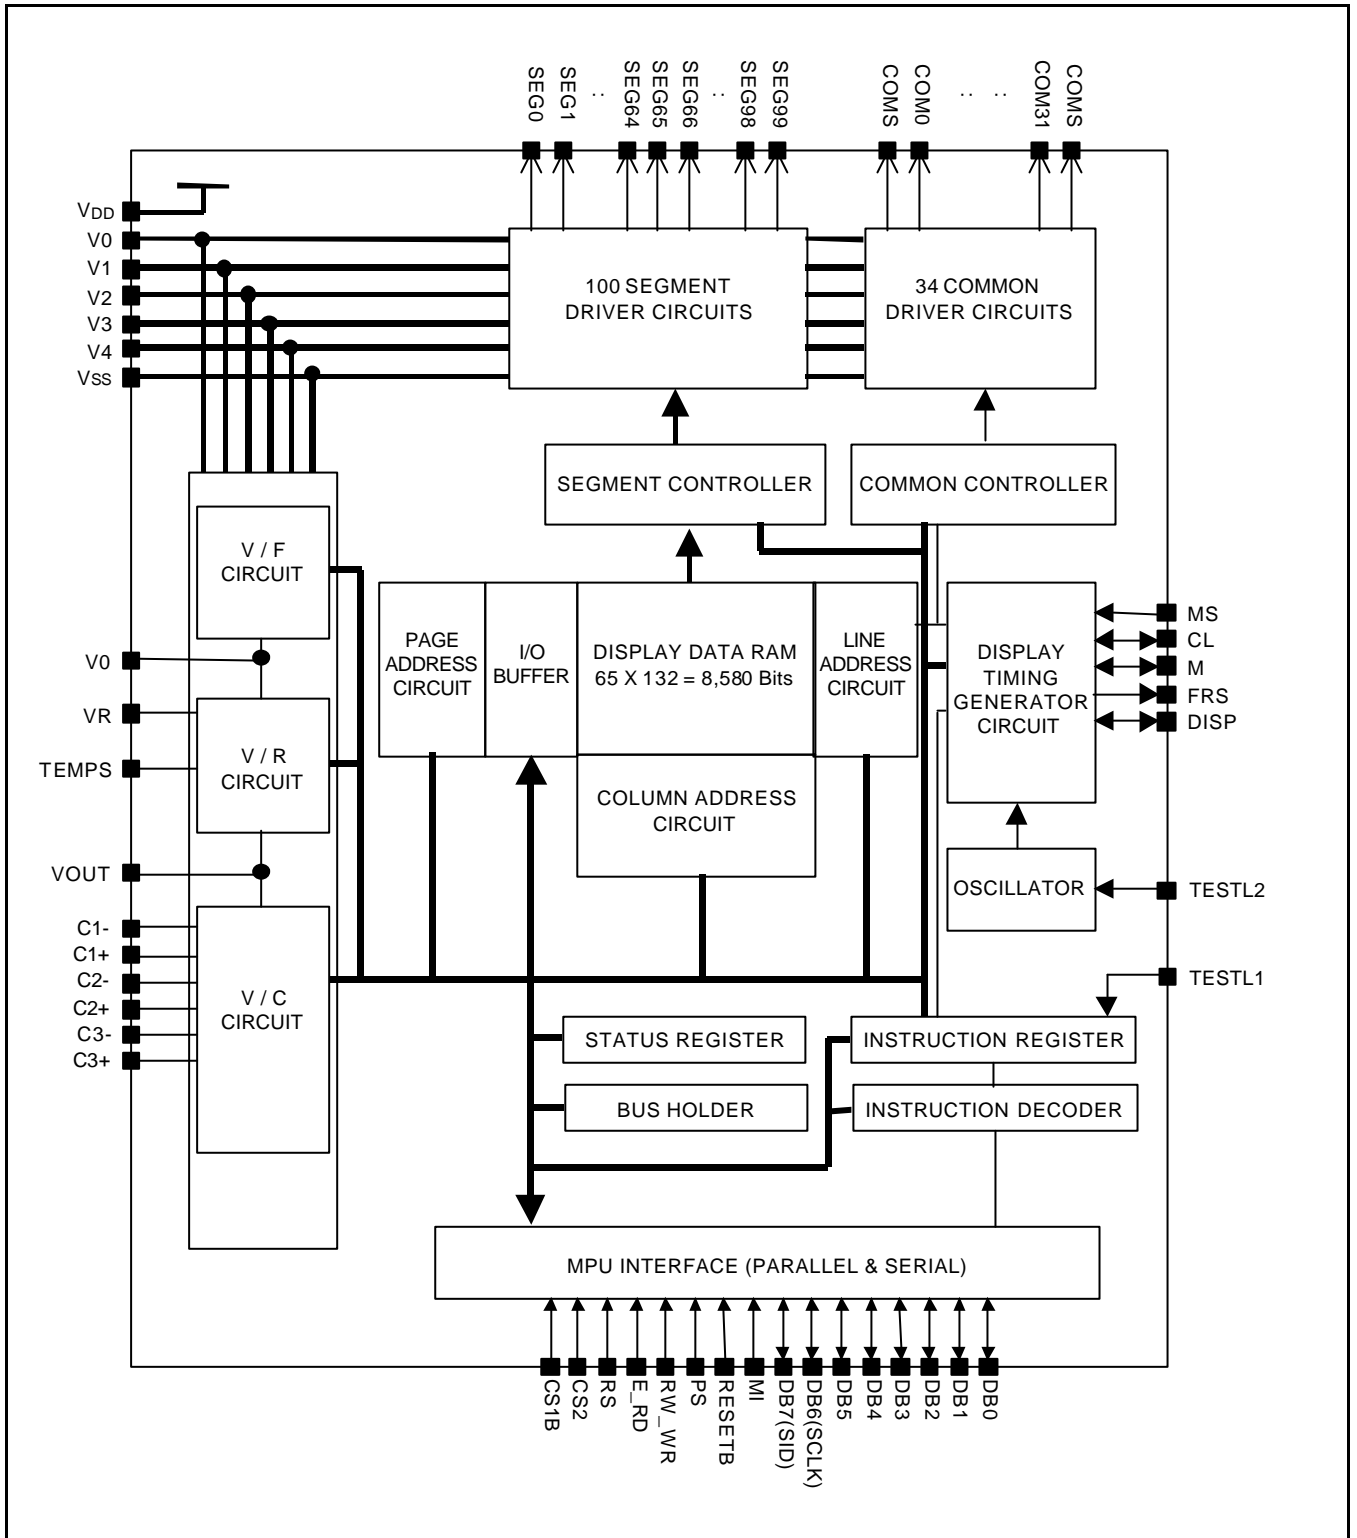 SEG0
SEG1
:
SEG64
SEG65
SEG66
:
SEG98
SEG99
COMS
COM0
:
:
COM31
COMS
VDD
V0
V1
V2
V3
V4
VSS
100 SEGMENT
DRIVER CIRCUITS
34 COMMON
DRIVER CIRCUITS
SEGMENT CONTROLLER
COMMON CONTROLLER
V / F
CIRCUIT
PAGE
ADDRESS
CIRCUIT
I/O
BUFFER
DISPLAY DATA RAM
65 X 132 = 8,580 Bits
LINE
ADDRESS
CIRCUIT
DISPLAY
TIMING
GENERATOR
CIRCUIT
MS
CL
M
FRS
DISP
V0
VR
TEMPS
V / R
CIRCUIT
COLUMN ADDRESS
CIRCUIT
VOUT
OSCILLATOR
TESTL2
C1-
C1+
C2-
C2+
C3-
C3+
V / C
CIRCUIT
TESTL1
STATUS REGISTER
INSTRUCTION REGISTER
BUS HOLDER
INSTRUCTION DECODER
MPU INTERFACE (PARALLEL & SERIAL)
CS1B
CS2
RS
E_RD
RW_WR
PS
RESETB
MI
DB7(SID)
DB6(SCLK)
DB5
DB4
DB3
DB2
DB1
DB0